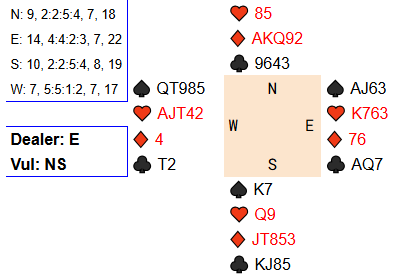 N: 9, 2:2:5:4, 7, 18
E: 14, 4:4:2:3, 7, 22
S: 10, 2:2:5:4, 8, 19
W: 7, 5:5:1:2, 7, 17
Dealer: E
Vul: NS
♥ 85
♦ AKQ92
♣ 9643
♠ QT985
♥ AJT42
♦ 4
♣ T2
N
W E
S
♠ AJ63
♥ K763
♦ 76
♣ AQ7
♠ K7
♥ Q9
♦ JT853
♣ KJ85